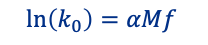 ln(k₀) = αMf